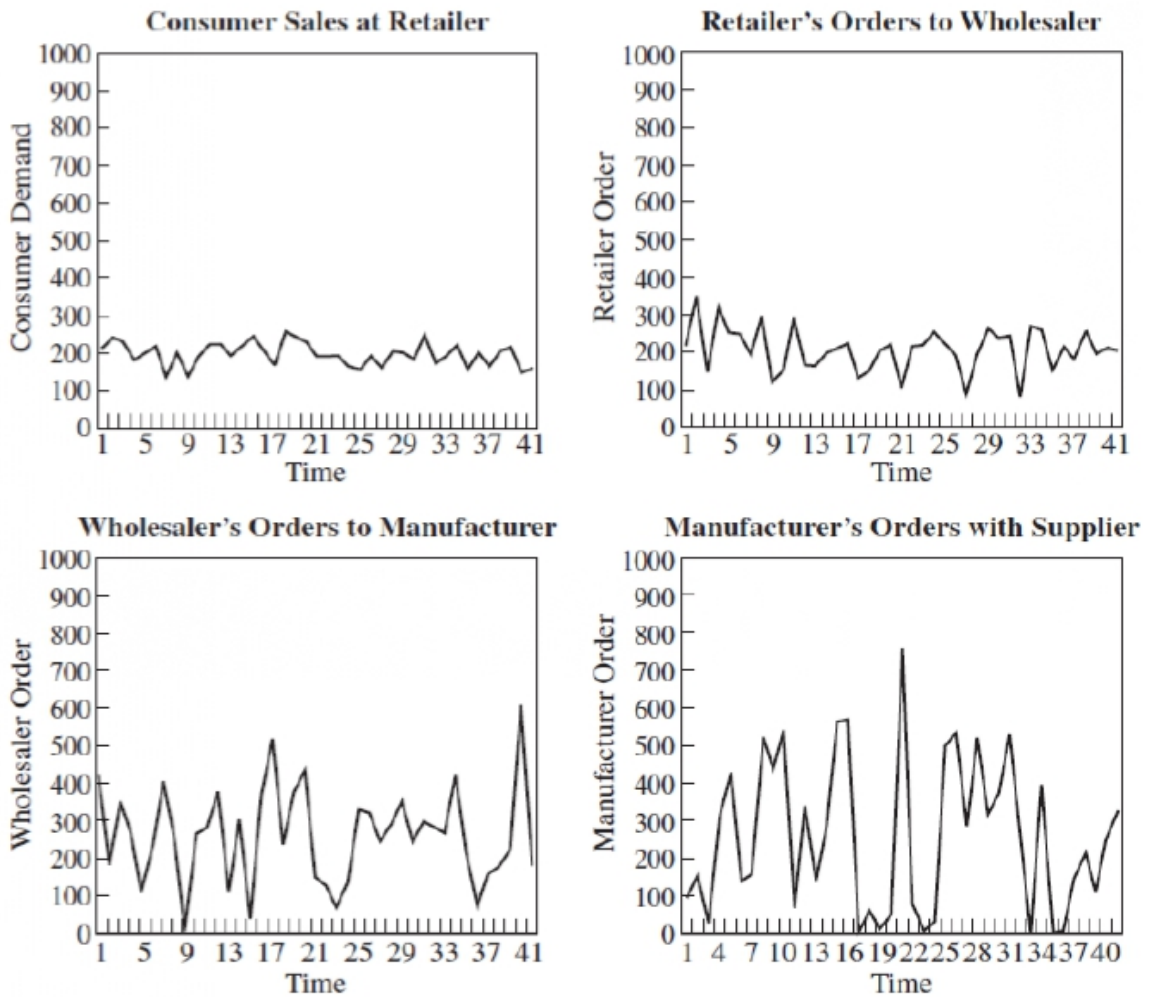 Consumer Sales at Retailer
Consumer Demand
1000
900
800
700
600
500
400
300
200
100
0
1 5 9 13 17 21 25 29 33 37 41
Time
Retailer's Orders to Wholesaler
Retailer Order
1000
900
800
700
600
500
400
300
200
100
0
1 5 9 13 17 21 25 29 33 37 41
Time
Wholesaler's Orders to Manufacturer
Wholesaler Order
1000
900
800
700
600
500
400
300
200
100
0
1 5 9 13 17 21 25 29 33 37 41
Time
Manufacturer's Orders with Supplier
Manufacturer Order
1000
900
800
700
600
500
400
300
200
100
0
1 4 7 10 13 16 19 22 25 28 31 34 37 40
Time